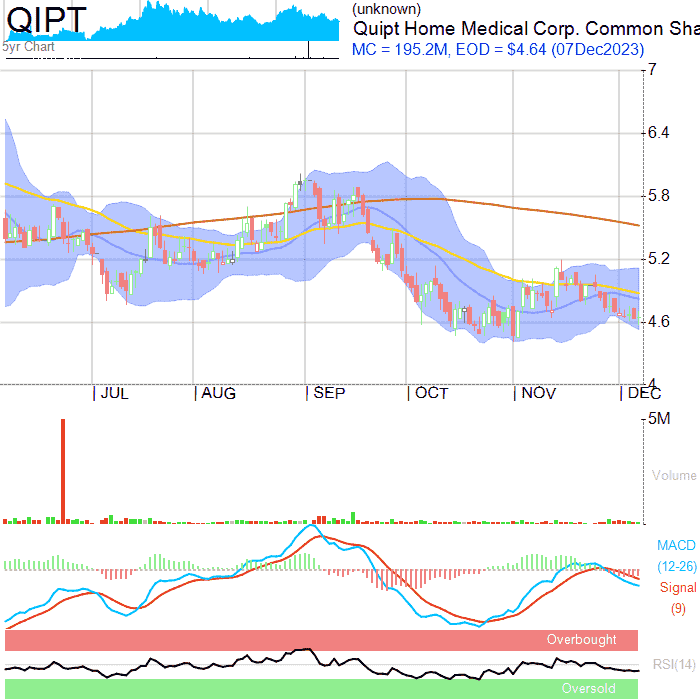 QIPT
5yr Chart
(unknown)
Quipt Home Medical Corp. Common Sha
MC = 195.2M, EOD = $4.64 (07Dec2023)
7
6.4
5.8
5.2
4.6
4
JUL AUG SEP OCT NOV DEC
5M
Volume
MACD
(12-26)
Signal
(9)
Overbought
RSI(14)
Oversold